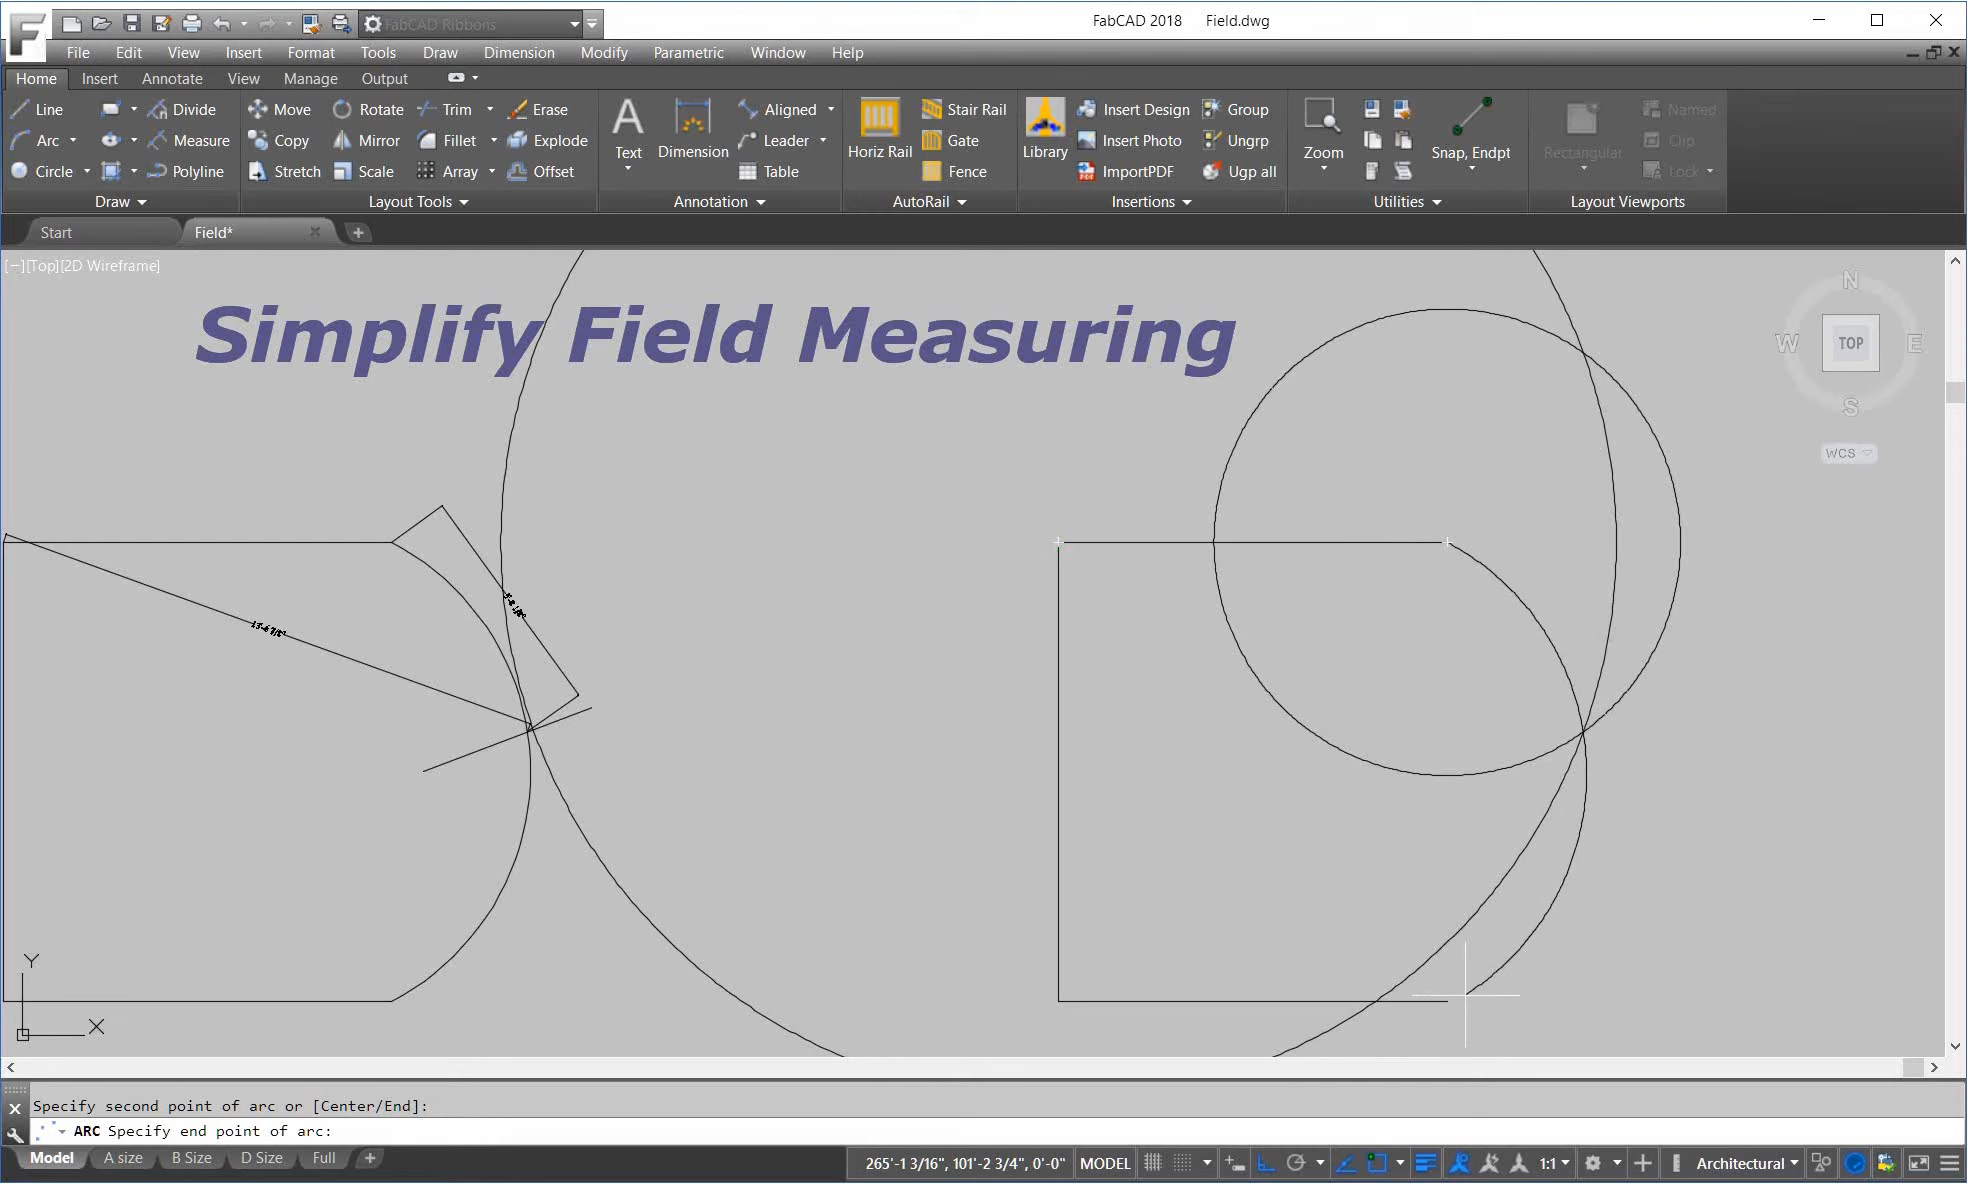 FabCAD Ribbons
FabCAD 2018 Field.dwg
File Edit View Insert Format Tools Draw Dimension Modify Parametric Window Help
Home Insert Annotate View Manage Output
Line Divide Move Rotate Trim Erase Aligned Stair Rail Insert Design Group Named
Arc Measure Copy Mirror Fillet Explode Text Dimension Leader Horiz Rail Gate Library Insert Photo Ungrp Zoom Snap, Endpt Rectangular Clip
Circle Polyline Stretch Scale Array Offset Table Fence ImportPDF Ugp all Lock
Draw Layout Tools Annotation AutoRail Insertions Utilities Layout Viewports
Start Field*
[−][Top][2D Wireframe]
Simplify Field Measuring
N
W TOP E
S
WCS
Y
X
Specify second point of arc or [Center/End]:
ARC Specify end point of arc:
Model A size B Size D Size Full
265'-1 3/16", 101'-2 3/4", 0'-0" MODEL 1:1 Architectural